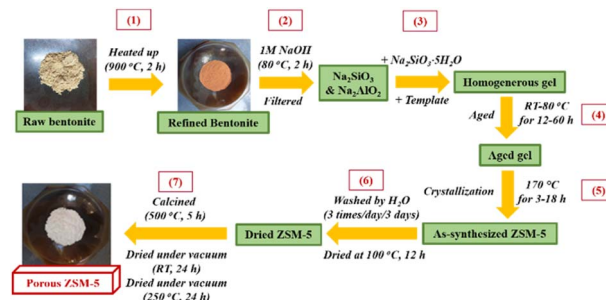 (1)
Heated up
(900 °C, 2 h)
Raw bentonite
(2)
1M NaOH
(80 °C, 2 h)
Filtered
Refined Bentonite
(3)
Na2SiO3
& Na2AlO2
+ Na2SiO3·5H2O
+ Template
Homogenerous gel
(4)
Aged
RT-80 °C
for 12-60 h
Aged gel
(5)
Crystallization
170 °C
for 3-18 h
As-synthesized ZSM-5
(6)
Washed by H2O
(3 times/day/3 days)
Dried at 100 °C, 12 h
Dried ZSM-5
(7)
Calcined
(500 °C, 5 h)
Dried under vacuum
(RT, 24 h)
Dried under vacuum
(250 °C, 24 h)
Porous ZSM-5